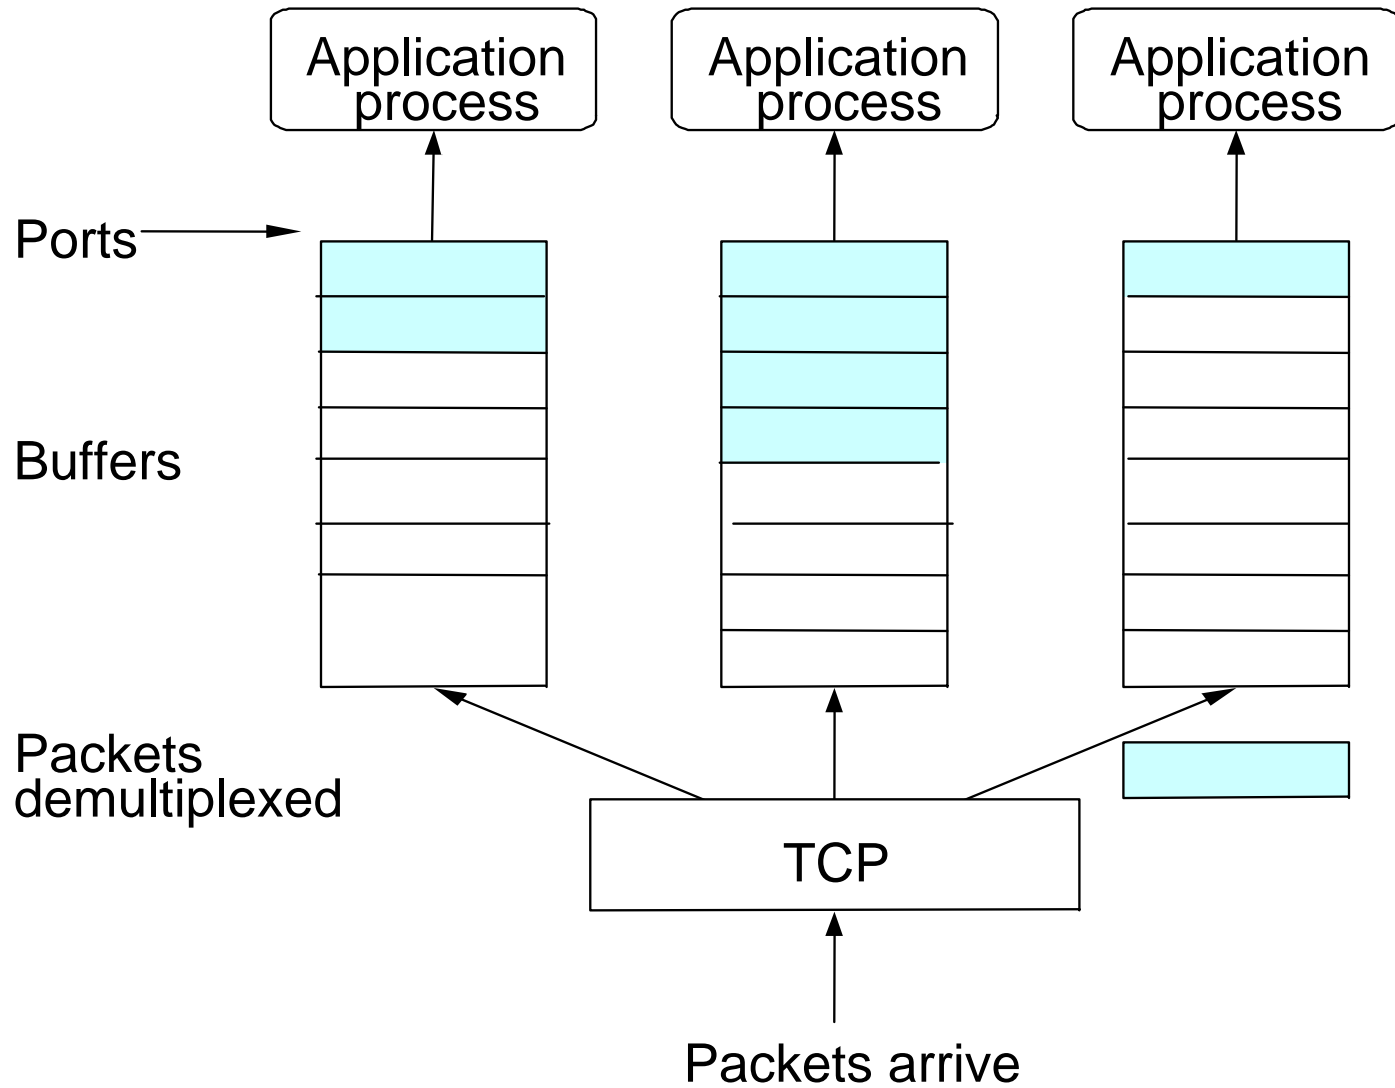 Application
process
Application
process
Application
process
Ports
Buffers
Packets
demultiplexed
TCP
Packets arrive